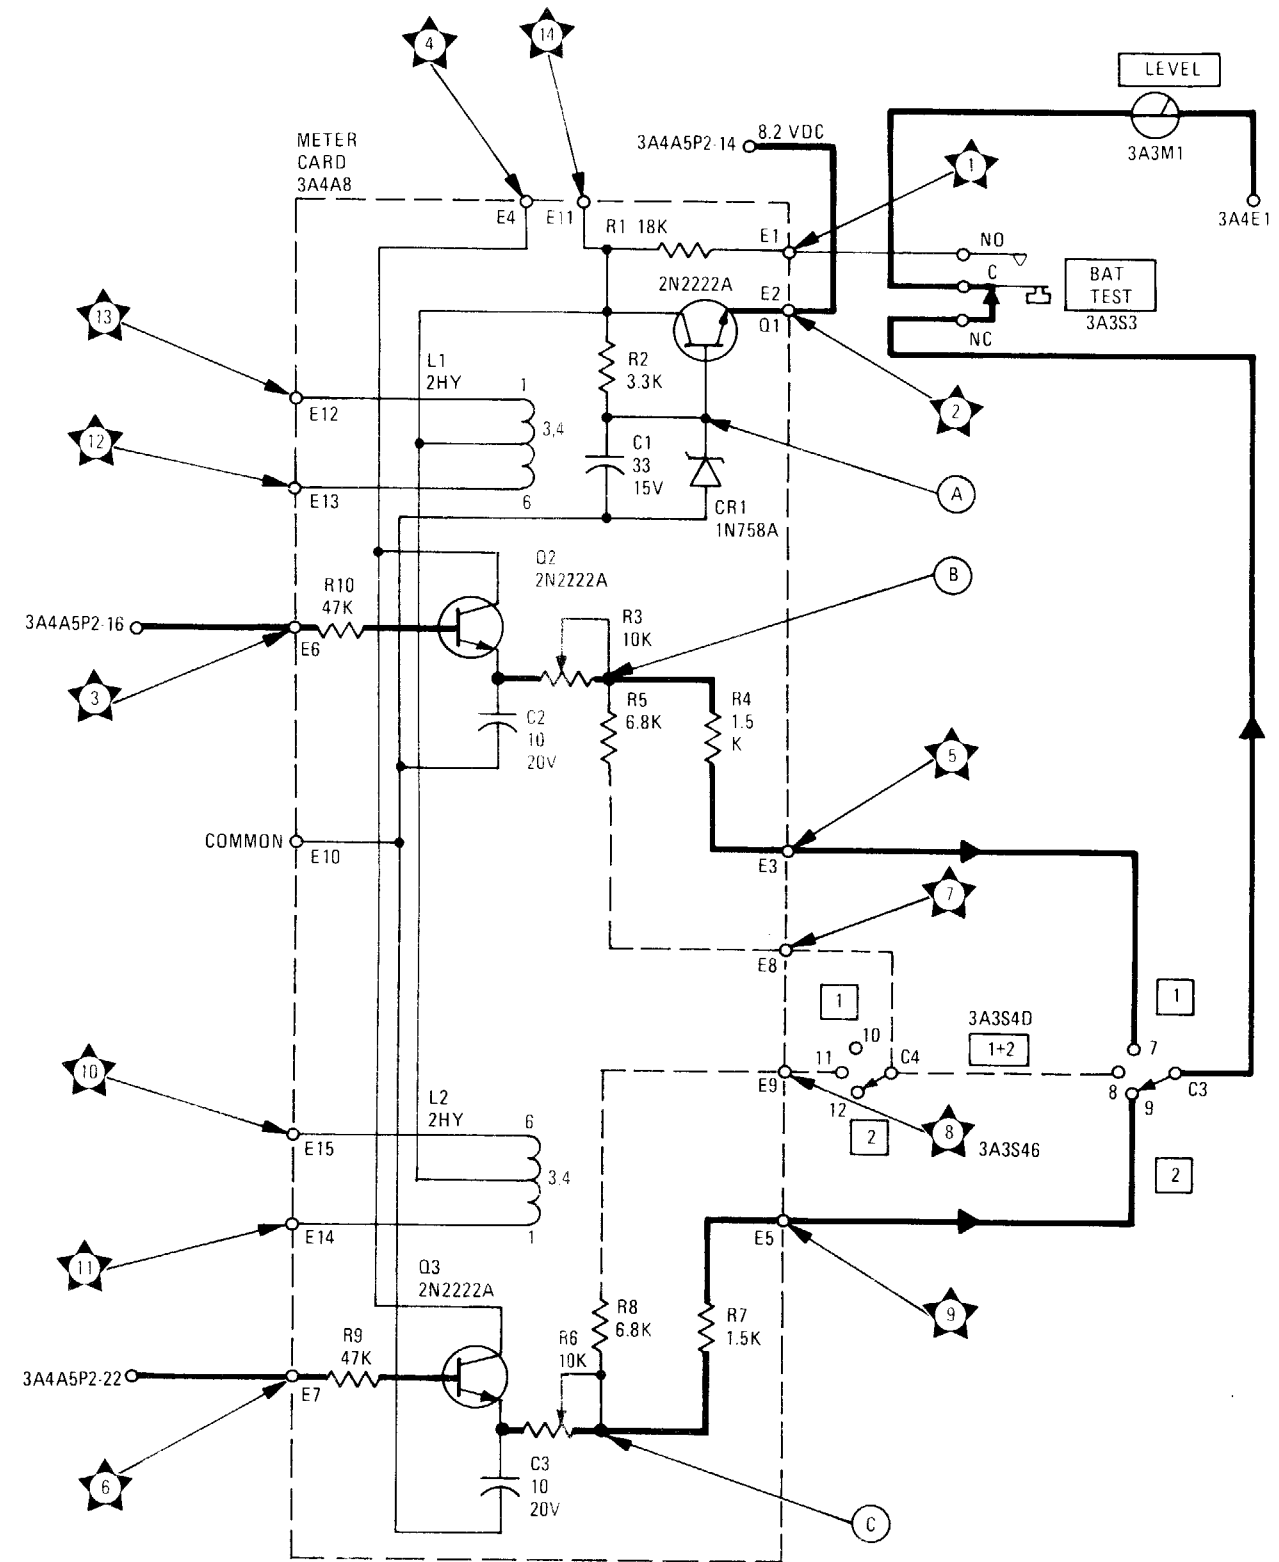 4
14
LEVEL
3A4A5P2-14
8.2 VDC
3A3M1
METER
CARD
3A4A8
1
3A4E1
E4
E11
R1 18K
E1
NO
2N2222A
E2
Q1
C
BAT
TEST
3A3S3
NC
13
L1
2HY
1
R2
3.3K
E12
3,4
2
12
C1
33
15V
E13
6
A
CR1
1N758A
Q2
2N2222A
B
R10
47K
3A4A5P2-16
E6
R3
10K
3
R5
6.8K
R4
1.5
K
C2
10
20V
5
COMMON
E10
E3
7
E8
1
1
3A3S4D
1+2
10
7
11
C4
E9
8
9
C3
12
10
L2
2HY
6
2
8
3A3S46
E15
3,4
2
E14
1
E5
11
Q3
2N2222A
9
R8
6.8K
R7
1.5K
R9
47K
R6
10K
3A4A5P2-22
E7
6
C3
10
20V
C